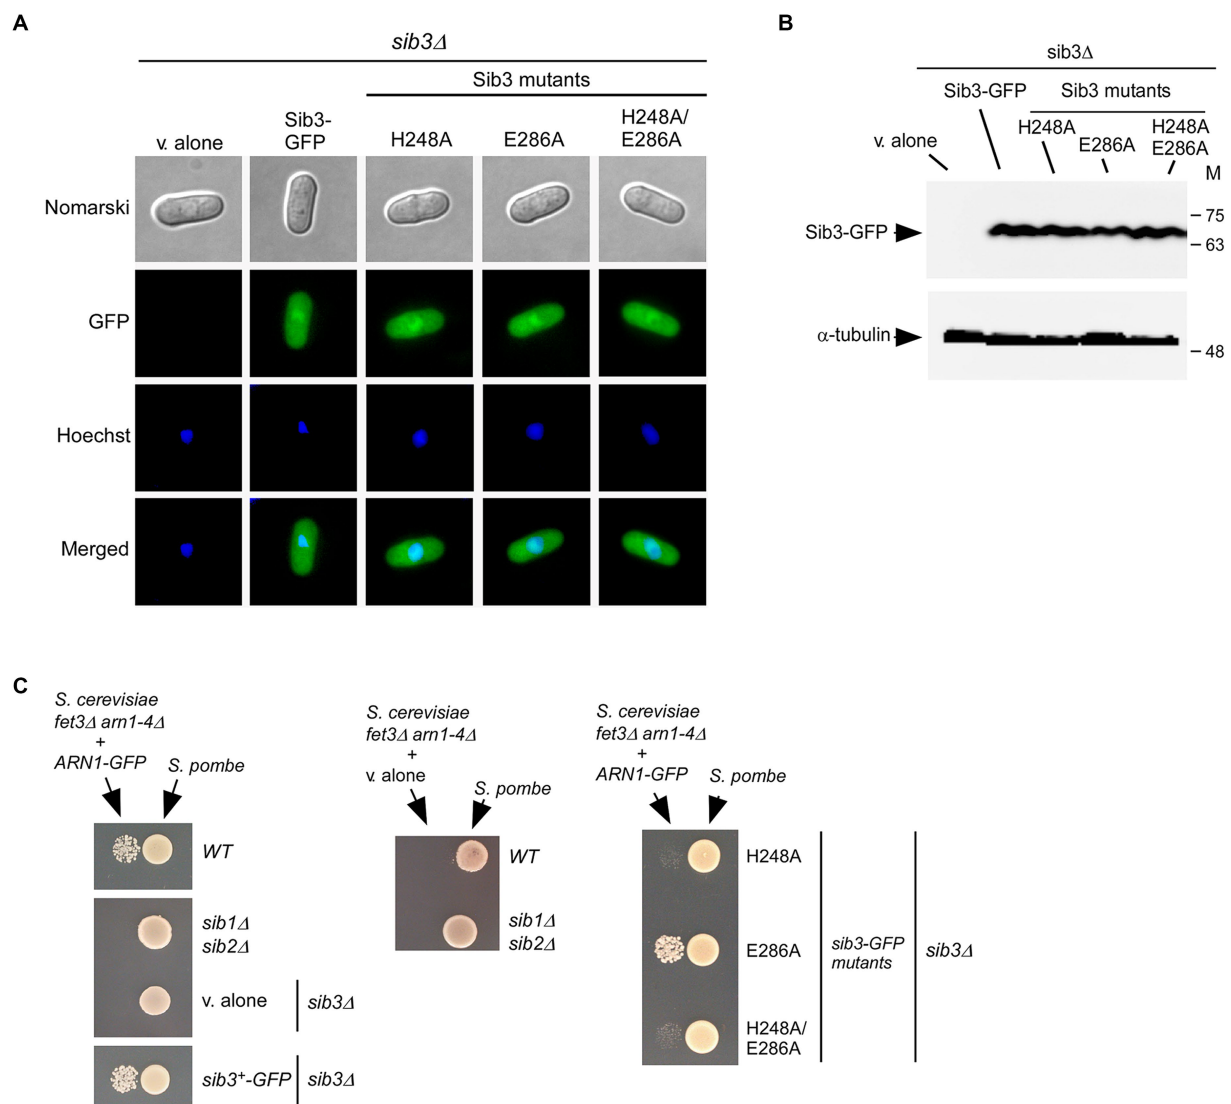 A
sib3Δ
Sib3 mutants
v. alone
Sib3-
GFP
H248A
E286A
H248A/
E286A
Nomarski
GFP
Hoechst
Merged
B
sib3Δ
Sib3-GFP
Sib3 mutants
v. alone
H248A
E286A
H248A
E286A
M
Sib3-GFP
75
63
α-tubulin
48
C
S. cerevisiae
fet3Δ arn1-4Δ
+
ARN1-GFP
S. pombe
WT
sib1Δ
sib2Δ
v. alone
sib3Δ
sib3+-GFP
sib3Δ
S. cerevisiae
fet3Δ arn1-4Δ
+
v. alone
S. pombe
WT
sib1Δ
sib2Δ
S. cerevisiae
fet3Δ arn1-4Δ
+
ARN1-GFP
S. pombe
H248A
E286A
H248A/
E286A
sib3-GFP
mutants
sib3Δ